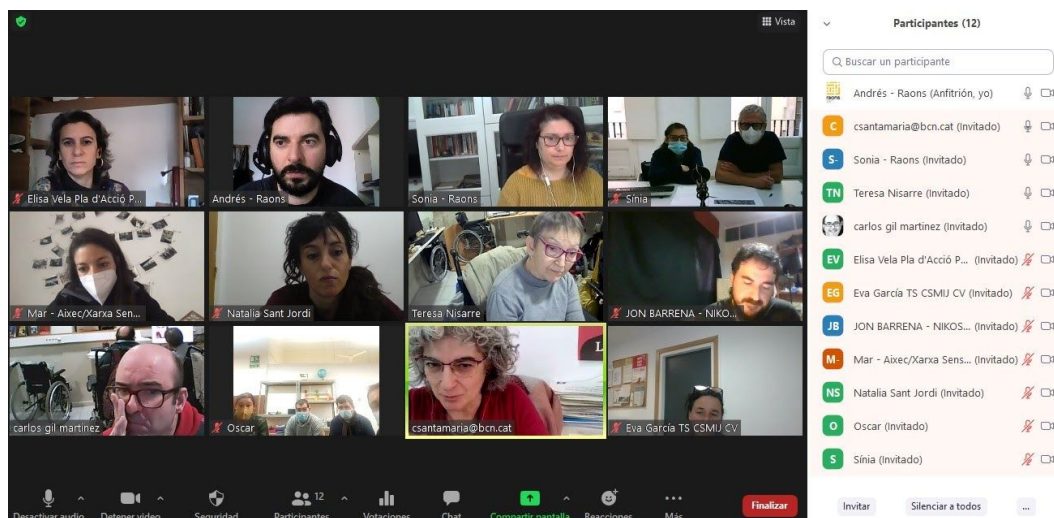 Vista
Elisa Vela Pla d'Acció P...
Andrés - Raons
Sonia - Raons
Sínia
Mar - Aixec/Xarxa Sen...
Natalia Sant Jordi
Teresa Nisarre
JON BARRENA - NIKO...
carlos gil martinez
Oscar
csantamaria@bcn.cat
Eva García TS CSMIJ CV
Desactivar audio
Detener video
Seguridad
12
Participantes
Votaciones
Chat
Compartir pantalla
Reacciones
Más
Finalizar
Participantes (12)
Buscar un participante
Andrés - Raons (Anfitrión, yo)
C csantamaria@bcn.cat (Invitado)
S- Sonia - Raons (Invitado)
TN Teresa Nisarre (Invitado)
carlos gil martinez (Invitado)
EV Elisa Vela Pla d'Acció P... (Invitado)
EG Eva García TS CSMIJ CV (Invitado)
JB JON BARRENA - NIKOS... (Invitado)
M- Mar - Aixec/Xarxa Sens... (Invitado)
NS Natalia Sant Jordi (Invitado)
O Oscar (Invitado)
S Sínia (Invitado)
Invitar
Silenciar a todos
...